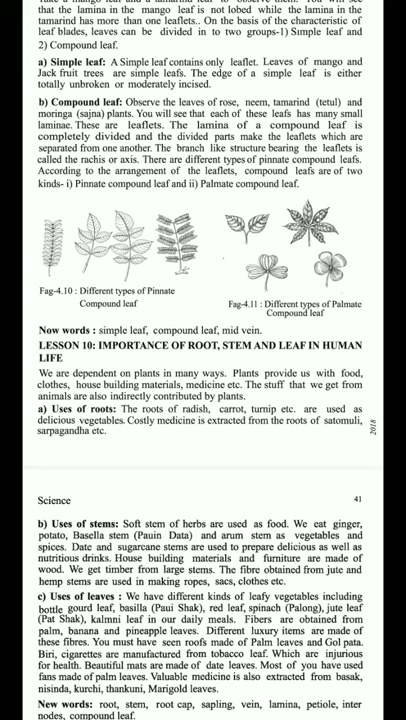 that the lamina in the mango leaf is not lobed while the lamina in the
tamarind has more than one leaflets.. On the basis of the characteristic of
leaf blades, leaves can be divided in to two groups-1) Simple leaf and
2) Compound leaf.
a) Simple leaf: A Simple leaf contains only leaflet. Leaves of mango and
Jack fruit trees are simple leafs. The edge of a simple leaf is either
totally unbroken or moderately incised.
b) Compound leaf: Observe the leaves of rose, neem, tamarind (tetul) and
moringa (sajna) plants. You will see that each of these leafs has many small
laminae. These are leaflets. The lamina of a compound leaf is
completely divided and the divided parts make the leaflets which are
separated from one another. The branch like structure bearing the leaflets is
called the rachis or axis. There are different types of pinnate compound leafs.
According to the arrangement of the leaflets, compound leafs are of two
kinds- i) Pinnate compound leaf and ii) Palmate compound leaf.
Fag-4.10 : Different types of Pinnate
Compound leaf
Fag-4.11 : Different types of Palmate
Compound leaf
Now words : simple leaf, compound leaf, mid vein.
LESSON 10: IMPORTANCE OF ROOT, STEM AND LEAF IN HUMAN
LIFE
We are dependent on plants in many ways. Plants provide us with food,
clothes, house building materials, medicine etc. The stuff that we get from
animals are also indirectly contributed by plants.
a) Uses of roots: The roots of radish, carrot, turnip etc. are used as
delicious vegetables. Costly medicine is extracted from the roots of satomuli,
sarpagandha etc.
2018
Science
41
b) Uses of stems: Soft stem of herbs are used as food. We eat ginger,
potato, Basella stem (Pauin Data) and arum stem as vegetables and
spices. Date and sugarcane stems are used to prepare delicious as well as
nutritious drinks. House building materials and furniture are made of
wood. We get timber from large stems. The fibre obtained from jute and
hemp stems are used in making ropes, sacs, clothes etc.
c) Uses of leaves : We have different kinds of leafy vegetables including
bottle gourd leaf, basilla (Paui Shak), red leaf, spinach (Palong), jute leaf
(Pat Shak), kalmni leaf in our daily meals. Fibers are obtained from
palm, banana and pineapple leaves. Different luxury items are made of
these fibres. You must have seen roofs made of Palm leaves and Gol pata.
Biri, cigarettes are manufactured from tobacco leaf. Which are injurious
for health. Beautiful mats are made of date leaves. Most of you have used
fans made of palm leaves. Valuable medicine is also extracted from basak,
nisinda, kurchi, thankuni, Marigold leaves.
New words: root, stem, root cap, sapling, vein, lamina, petiole, inter
nodes, compound leaf.